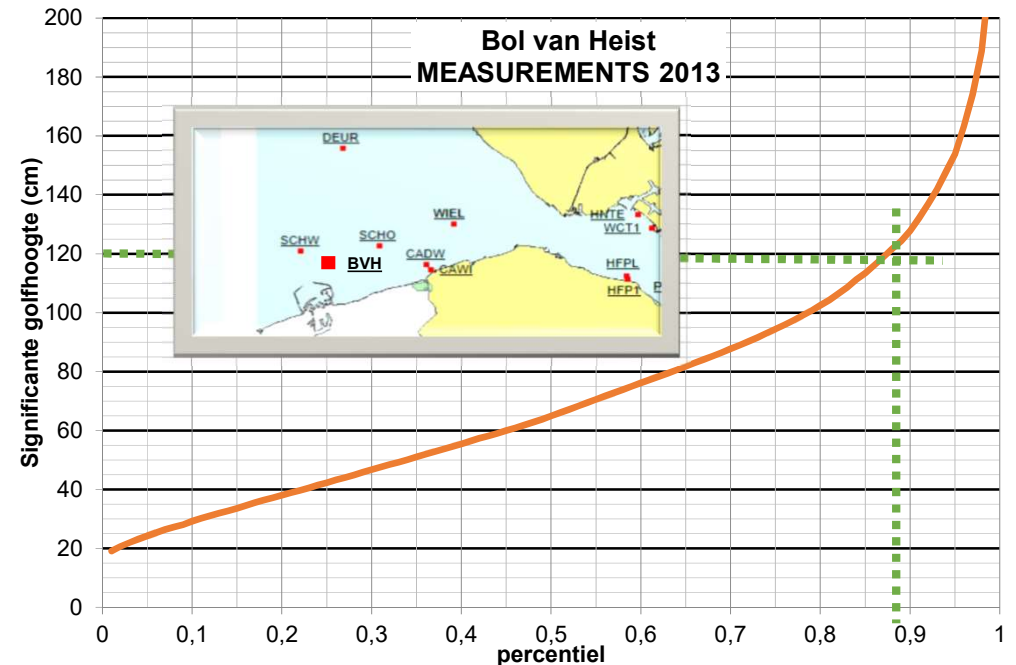 Bol van Heist
MEASUREMENTS 2013
Significante golfhoogte (cm)
200
180
160
140
120
100
80
60
40
20
0
DEUR
WIEL
SCHW
SCHO
BVH
CADW
CAWI
HNTE
WCT1
HFPL
HFP1
P
0 0,1 0,2 0,3 0,4 0,5 0,6 0,7 0,8 0,9 1
percentiel